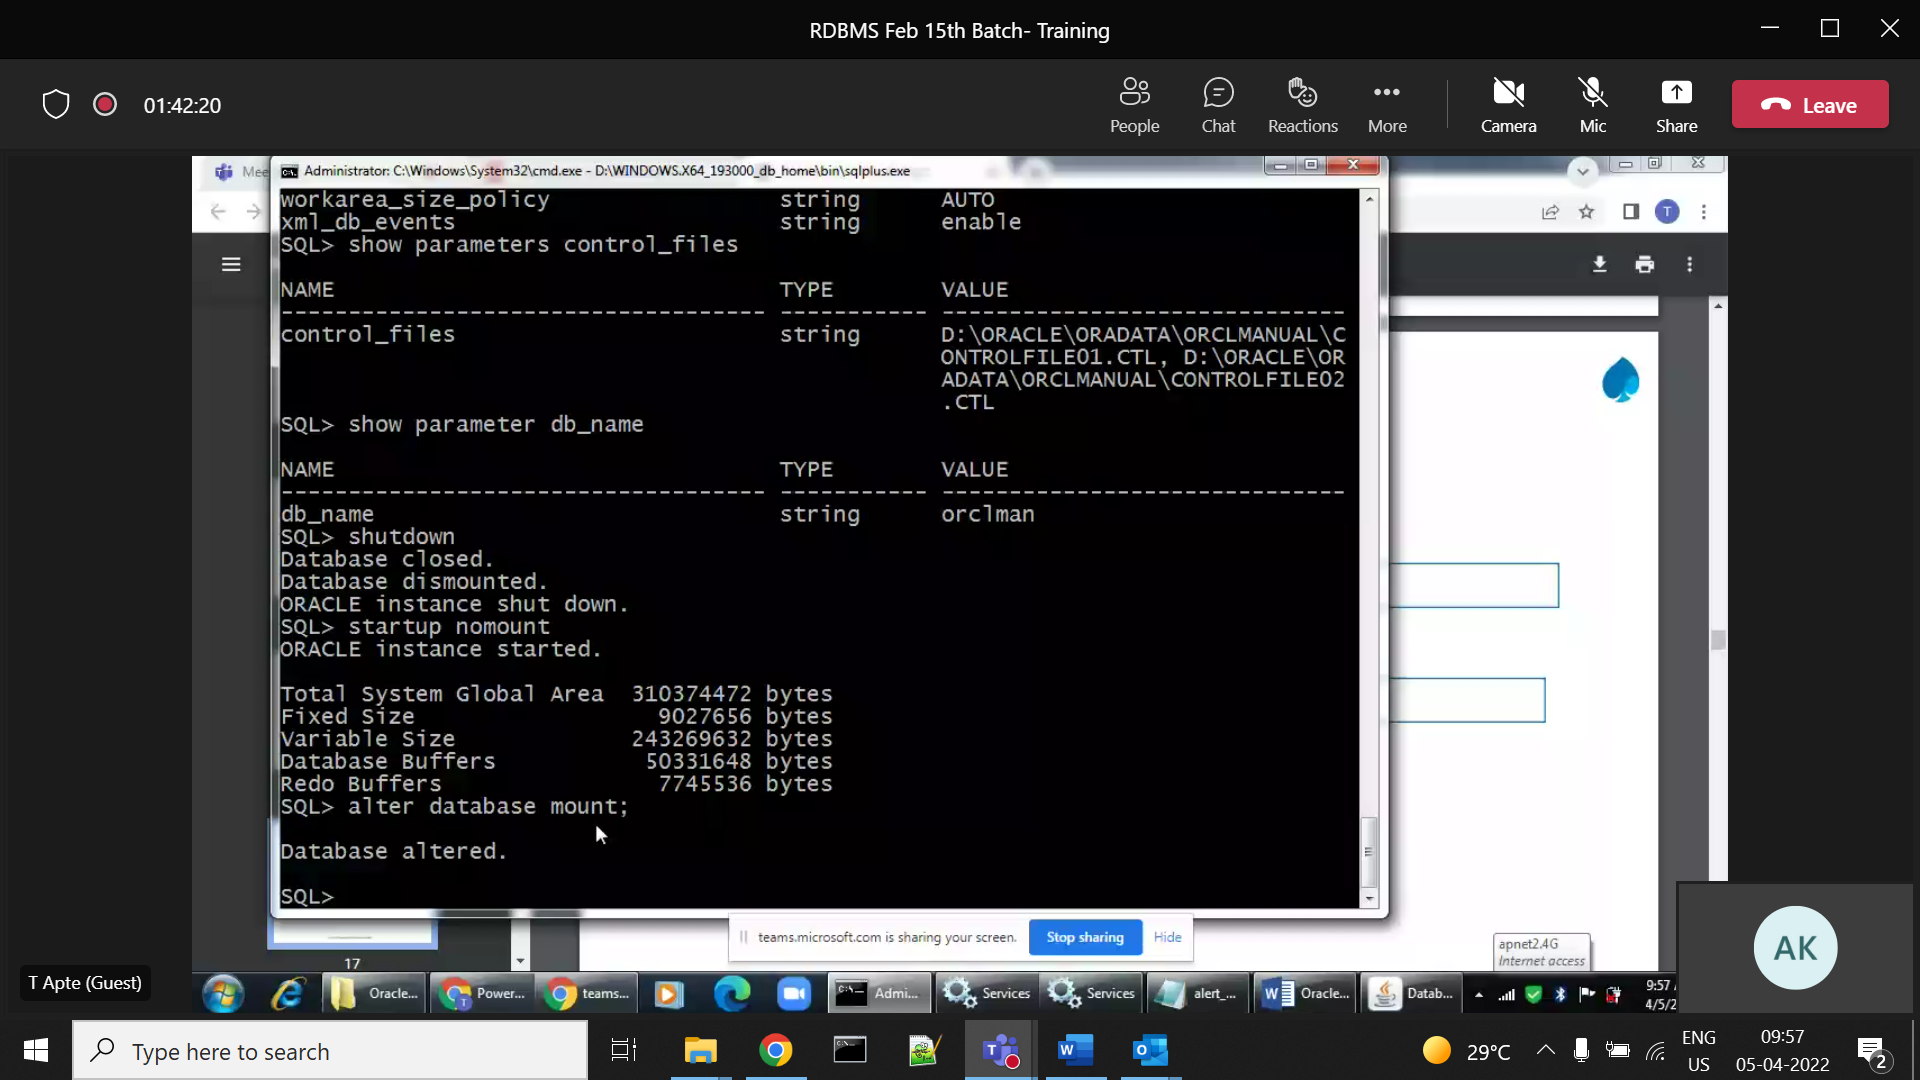 RDBMS Feb 15th Batch- Training
01:42:20
People
Chat
Reactions
More
Camera
Mic
Share
Leave
Mee
Administrator: C:\Windows\System32\cmd.exe - D:\WINDOWS.X64_193000_db_home\bin\sqlplus.exe
T
workarea_size_policy string AUTO
xml_db_events string enable
SQL> show parameters control_files
NAME TYPE VALUE
------------------------------------ ----------- ------------------------------
control_files string D:\ORACLE\ORADATA\ORCLMANUAL\C
ONTROLFILE01.CTL, D:\ORACLE\OR
ADATA\ORCLMANUAL\CONTROLFILE02
.CTL
SQL> show parameter db_name
NAME TYPE VALUE
------------------------------------ ----------- ------------------------------
db_name string orclman
SQL> shutdown
Database closed.
Database dismounted.
ORACLE instance shut down.
SQL> startup nomount
ORACLE instance started.
Total System Global Area 310374472 bytes
Fixed Size 9027656 bytes
Variable Size 243269632 bytes
Database Buffers 50331648 bytes
Redo Buffers 7745536 bytes
SQL> alter database mount;
Database altered.
SQL>
teams.microsoft.com is sharing your screen.
Stop sharing
Hide
17
apnet2.4G
Internet access
AK
T Apte (Guest)
Oracle...
Power...
teams...
Admi...
Services
Services
alert_...
Oracle...
Datab...
9:57
4/5/2
Type here to search
29°C
ENG
US
09:57
05-04-2022
2